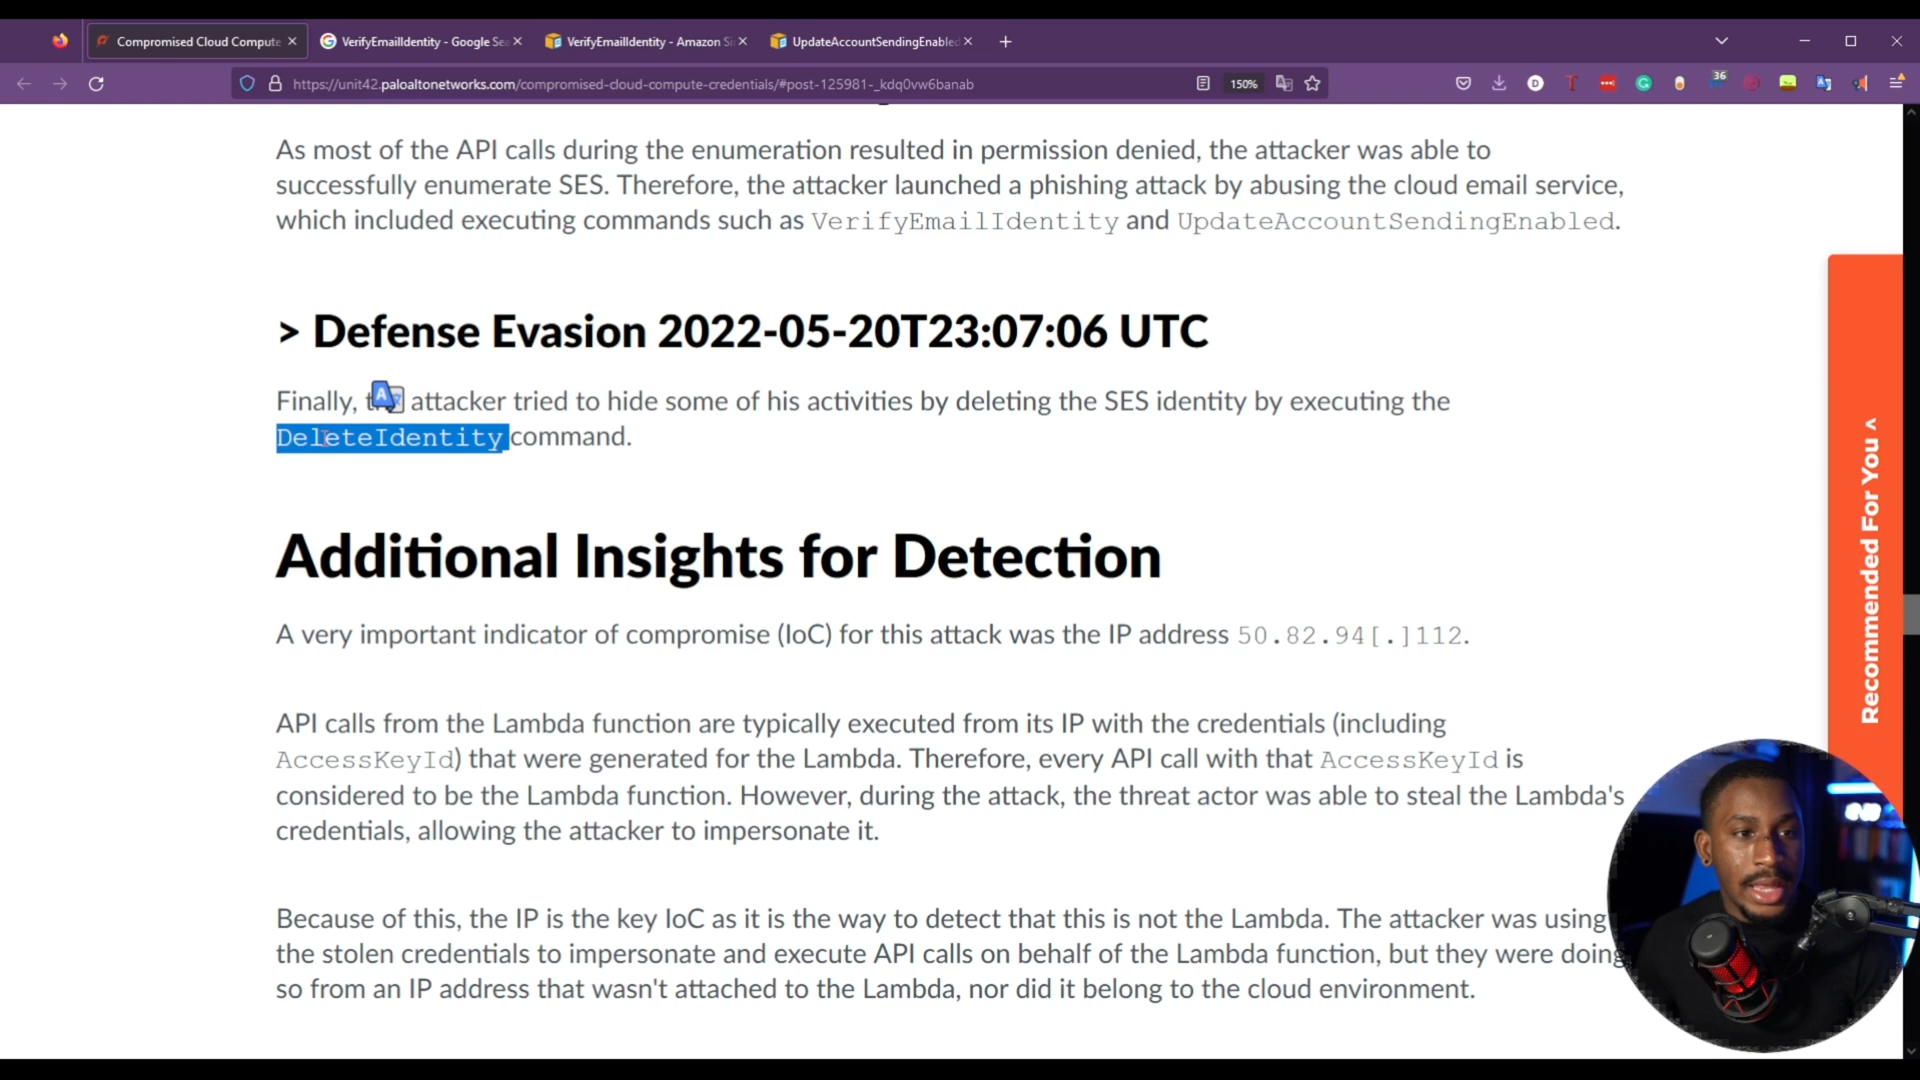 Compromised Cloud Compute
VerifyEmailIdentity - Google Se
VerifyEmailIdentity - Amazon Si
UpdateAccountSendingEnabled
https://unit42.paloaltonetworks.com/compromised-cloud-compute-credentials/#post-125981-_kdq0vw6banab
150%
36
As most of the API calls during the enumeration resulted in permission denied, the attacker was able to
successfully enumerate SES. Therefore, the attacker launched a phishing attack by abusing the cloud email service,
which included executing commands such as VerifyEmailIdentity and UpdateAccountSendingEnabled.
> Defense Evasion 2022-05-20T23:07:06 UTC
Finally, attacker tried to hide some of his activities by deleting the SES identity by executing the
DeleteIdentity command.
Additional Insights for Detection
A very important indicator of compromise (IoC) for this attack was the IP address 50.82.94[.]112.
API calls from the Lambda function are typically executed from its IP with the credentials (including
AccessKeyId) that were generated for the Lambda. Therefore, every API call with that AccessKeyId is
considered to be the Lambda function. However, during the attack, the threat actor was able to steal the Lambda's
credentials, allowing the attacker to impersonate it.
Because of this, the IP is the key IoC as it is the way to detect that this is not the Lambda. The attacker was using
the stolen credentials to impersonate and execute API calls on behalf of the Lambda function, but they were doing
so from an IP address that wasn't attached to the Lambda, nor did it belong to the cloud environment.
Recommended For You ^